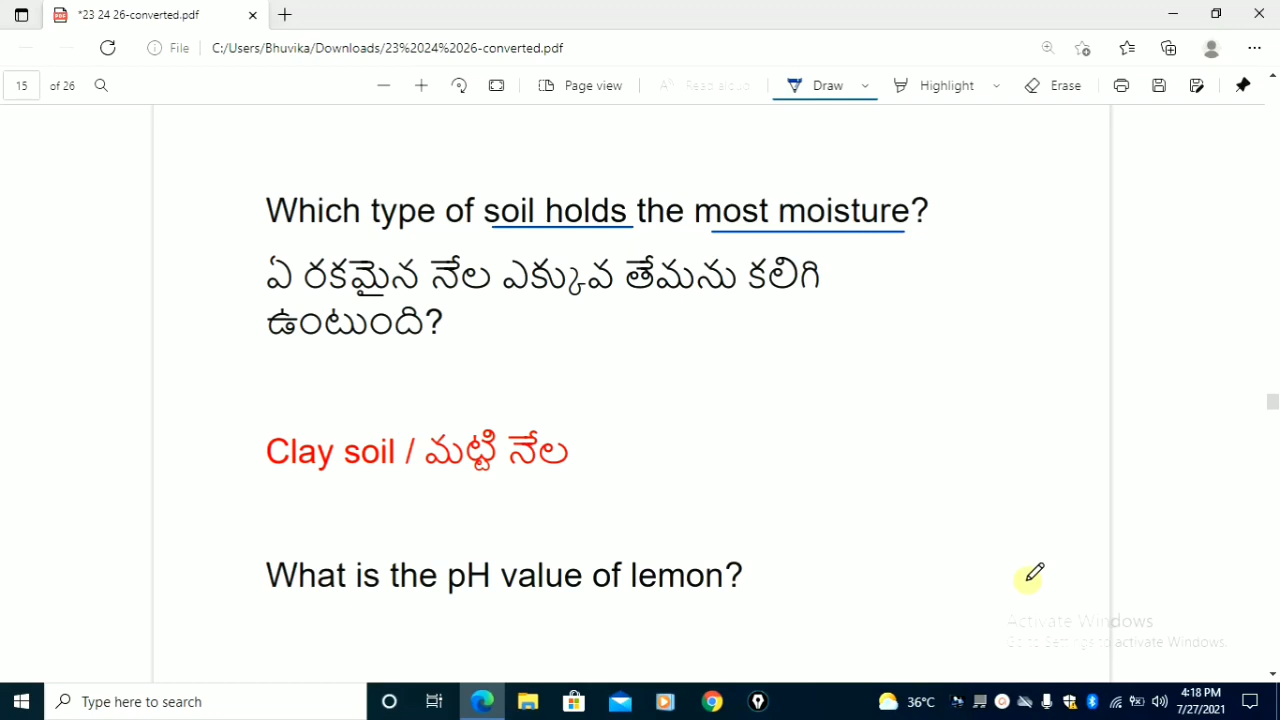 *23 24 26-converted.pdf
File C:/Users/Bhuvika/Downloads/23%2024%2026-converted.pdf
15 of 26 Page view Read aloud Draw Highlight Erase
Which type of soil holds the most moisture?
ఏ రకమైన నేల ఎక్కువ తేమను కలిగి
ఉంటుంది?
Clay soil / మట్టి నేల
What is the pH value of lemon?
Activate Windows
Go to Settings to activate Windows.
Type here to search 36°C 4:18 PM
7/27/2021